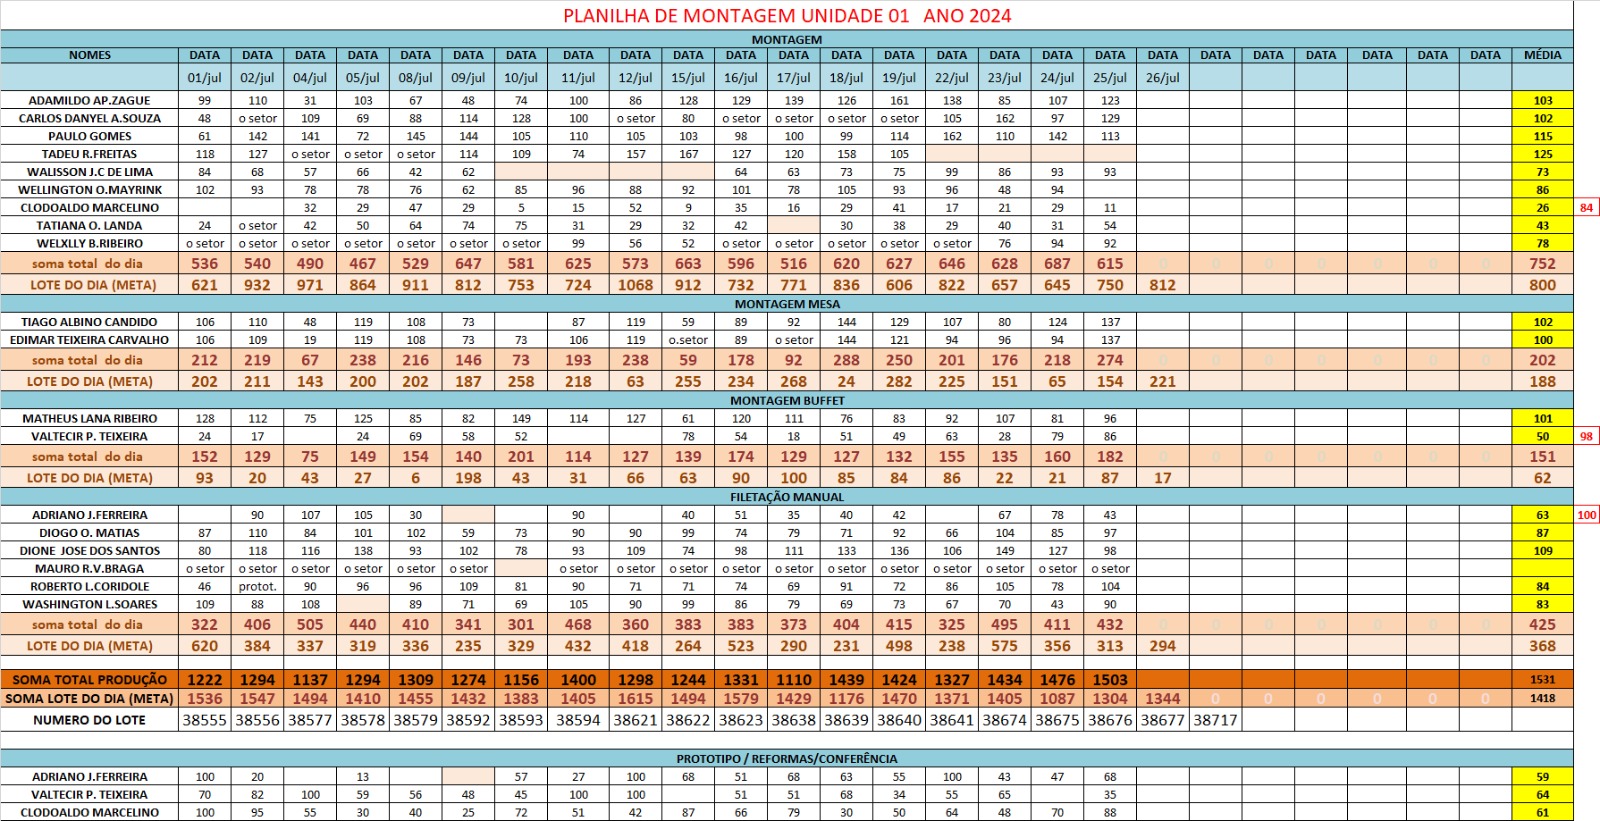 PLANILHA DE MONTAGEM UNIDADE 01 ANO 2024
MONTAGEM
NOMES DATA DATA DATA DATA DATA DATA DATA DATA DATA DATA DATA DATA DATA DATA DATA DATA DATA DATA DATA DATA DATA DATA DATA DATA DATA MÉDIA
01/jul 02/jul 04/jul 05/jul 08/jul 09/jul 10/jul 11/jul 12/jul 15/jul 16/jul 17/jul 18/jul 19/jul 22/jul 23/jul 24/jul 25/jul 26/jul
ADAMILDO AP.ZAGUE 99 110 31 103 67 48 74 100 86 128 129 139 126 161 138 85 107 123 103
CARLOS DANYEL A.SOUZA 48 o setor 109 69 88 114 128 100 o setor 80 o setor o setor o setor o setor 105 162 97 129 102
PAULO GOMES 61 142 141 72 145 144 105 110 105 103 98 100 99 114 162 110 142 113 115
TADEU R.FREITAS 118 127 o setor o setor o setor 114 109 74 157 167 127 120 158 105 125
WALISSON J.C DE LIMA 84 68 57 66 42 62 64 63 73 75 99 86 93 93 73
WELLINGTON O.MAYRINK 102 93 78 78 76 62 85 96 88 92 101 78 105 93 96 48 94 86
CLODOALDO MARCELINO 32 29 47 29 5 15 52 9 35 16 29 41 17 21 29 11 26 84
TATIANA O. LANDA 24 o setor 42 50 64 74 75 31 29 32 42 30 38 29 40 31 54 43
WELXLLY B.RIBEIRO o setor o setor o setor o setor o setor o setor o setor 99 56 52 o setor o setor o setor o setor o setor 76 94 92 78
soma total do dia 536 540 490 467 529 647 581 625 573 663 596 516 620 627 646 628 687 615 0 0 0 0 0 0 0 752
LOTE DO DIA (META) 621 932 971 864 911 812 753 724 1068 912 732 771 836 606 822 657 645 750 812 800
MONTAGEM MESA
TIAGO ALBINO CANDIDO 106 110 48 119 108 73 87 119 59 89 92 144 129 107 80 124 137 102
EDIMAR TEIXEIRA CARVALHO 106 109 19 119 108 73 73 106 119 o.setor 89 o setor 144 121 94 96 94 137 100
soma total do dia 212 219 67 238 216 146 73 193 238 59 178 92 288 250 201 176 218 274 0 0 0 0 0 0 0 202
LOTE DO DIA (META) 202 211 143 200 202 187 258 218 63 255 234 268 24 282 225 151 65 154 221 188
MONTAGEM BUFFET
MATHEUS LANA RIBEIRO 128 112 75 125 85 82 149 114 127 61 120 111 76 83 92 107 81 96 101
VALTECIR P. TEIXEIRA 24 17 24 69 58 52 78 54 18 51 49 63 28 79 86 50 98
soma total do dia 152 129 75 149 154 140 201 114 127 139 174 129 127 132 155 135 160 182 0 0 0 0 0 0 0 151
LOTE DO DIA (META) 93 20 43 27 6 198 43 31 66 63 90 100 85 84 86 22 21 87 17 62
FILETAÇÃO MANUAL
ADRIANO J.FERREIRA 90 107 105 30 90 40 51 35 40 42 67 78 43 63 100
DIOGO O. MATIAS 87 110 84 101 102 59 73 90 90 99 74 79 71 92 66 104 85 97 87
DIONE JOSE DOS SANTOS 80 118 116 138 93 102 78 93 109 74 98 111 133 136 106 149 127 98 109
MAURO R.V.BRAGA o setor o setor o setor o setor o setor o setor o setor o setor o setor o setor o setor o setor o setor o setor o setor o setor o setor
ROBERTO L.CORIDOLE 46 protot. 90 96 96 109 81 90 71 71 74 69 91 72 86 105 78 104 84
WASHINGTON L.SOARES 109 88 108 89 71 69 105 90 99 86 79 69 73 67 70 43 90 83
soma total do dia 322 406 505 440 410 341 301 468 360 383 383 373 404 415 325 495 411 432 0 0 0 0 0 0 0 425
LOTE DO DIA (META) 620 384 337 319 336 235 329 432 418 264 523 290 231 498 238 575 356 313 294 368
SOMA TOTAL PRODUÇÃO 1222 1294 1137 1294 1309 1274 1156 1400 1298 1244 1331 1110 1439 1424 1327 1434 1476 1503 1531
SOMA LOTE DO DIA (META) 1536 1547 1494 1410 1455 1432 1383 1405 1615 1494 1579 1429 1176 1470 1371 1405 1087 1304 1344 0 0 0 0 0 0 1418
NUMERO DO LOTE 38555 38556 38577 38578 38579 38592 38593 38594 38621 38622 38623 38638 38639 38640 38641 38674 38675 38676 38677 38717
PROTOTIPO / REFORMAS/CONFERÊNCIA
ADRIANO J.FERREIRA 100 20 13 57 27 100 68 51 68 63 55 100 43 47 68 59
VALTECIR P. TEIXEIRA 70 82 100 59 56 48 45 100 100 51 51 68 34 55 65 35 64
CLODOALDO MARCELINO 100 95 55 30 40 25 72 51 42 87 66 79 30 50 64 48 70 88 61